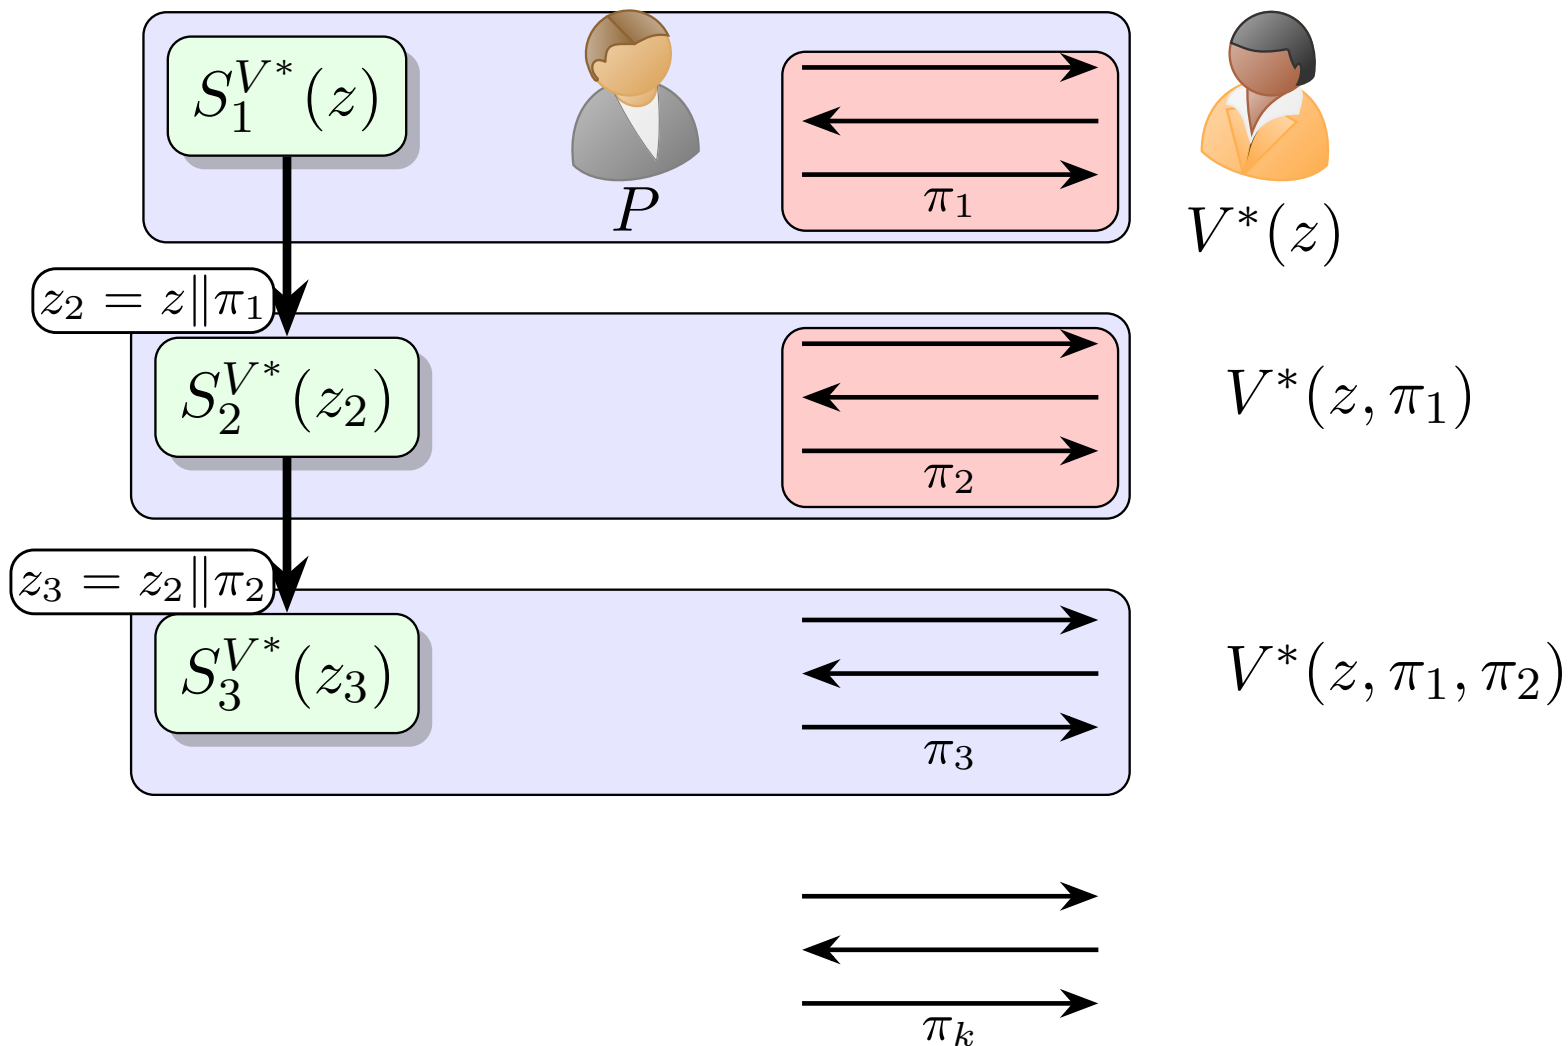 S_1^{V*}(z)
P
π_1
V*(z)
z_2 = z‖π_1
S_2^{V*}(z_2)
π_2
V*(z, π_1)
z_3 = z_2‖π_2
S_3^{V*}(z_3)
π_3
V*(z, π_1, π_2)
π_k